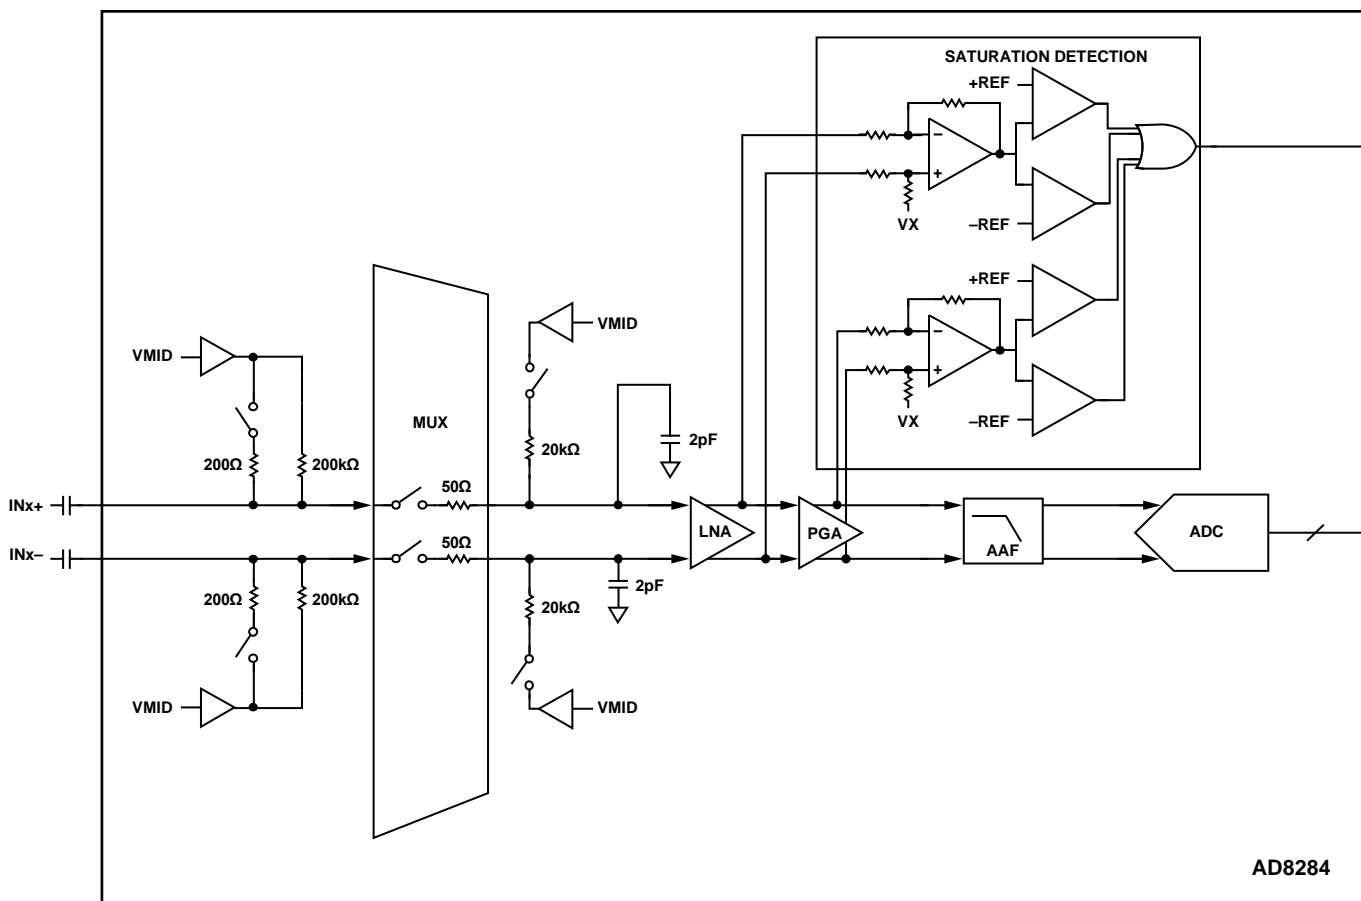 SATURATION DETECTION
+REF
−
+
VX
–REF
+REF
−
+
VX
–REF
VMID
VMID
MUX
200Ω
200kΩ
20kΩ
2pF
INx+
50Ω
LNA
PGA
AAF
ADC
INx–
50Ω
200Ω
200kΩ
20kΩ
2pF
VMID
VMID
AD8284